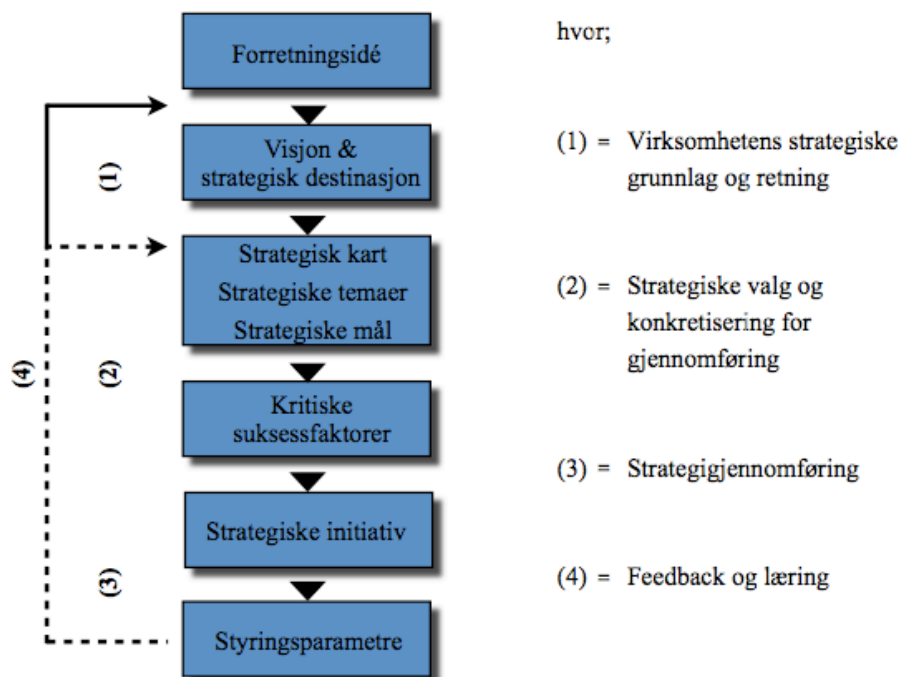 Forretningsidé
Visjon &
strategisk destinasjon
Strategisk kart
Strategiske temaer
Strategiske mål
Kritiske
suksessfaktorer
Strategiske initiativ
Styringsparametre
(1)
(2)
(3)
(4)
hvor;
(1) = Virksomhetens strategiske
grunnlag og retning
(2) = Strategiske valg og
konkretisering for
gjennomføring
(3) = Strategigjennomføring
(4) = Feedback og læring